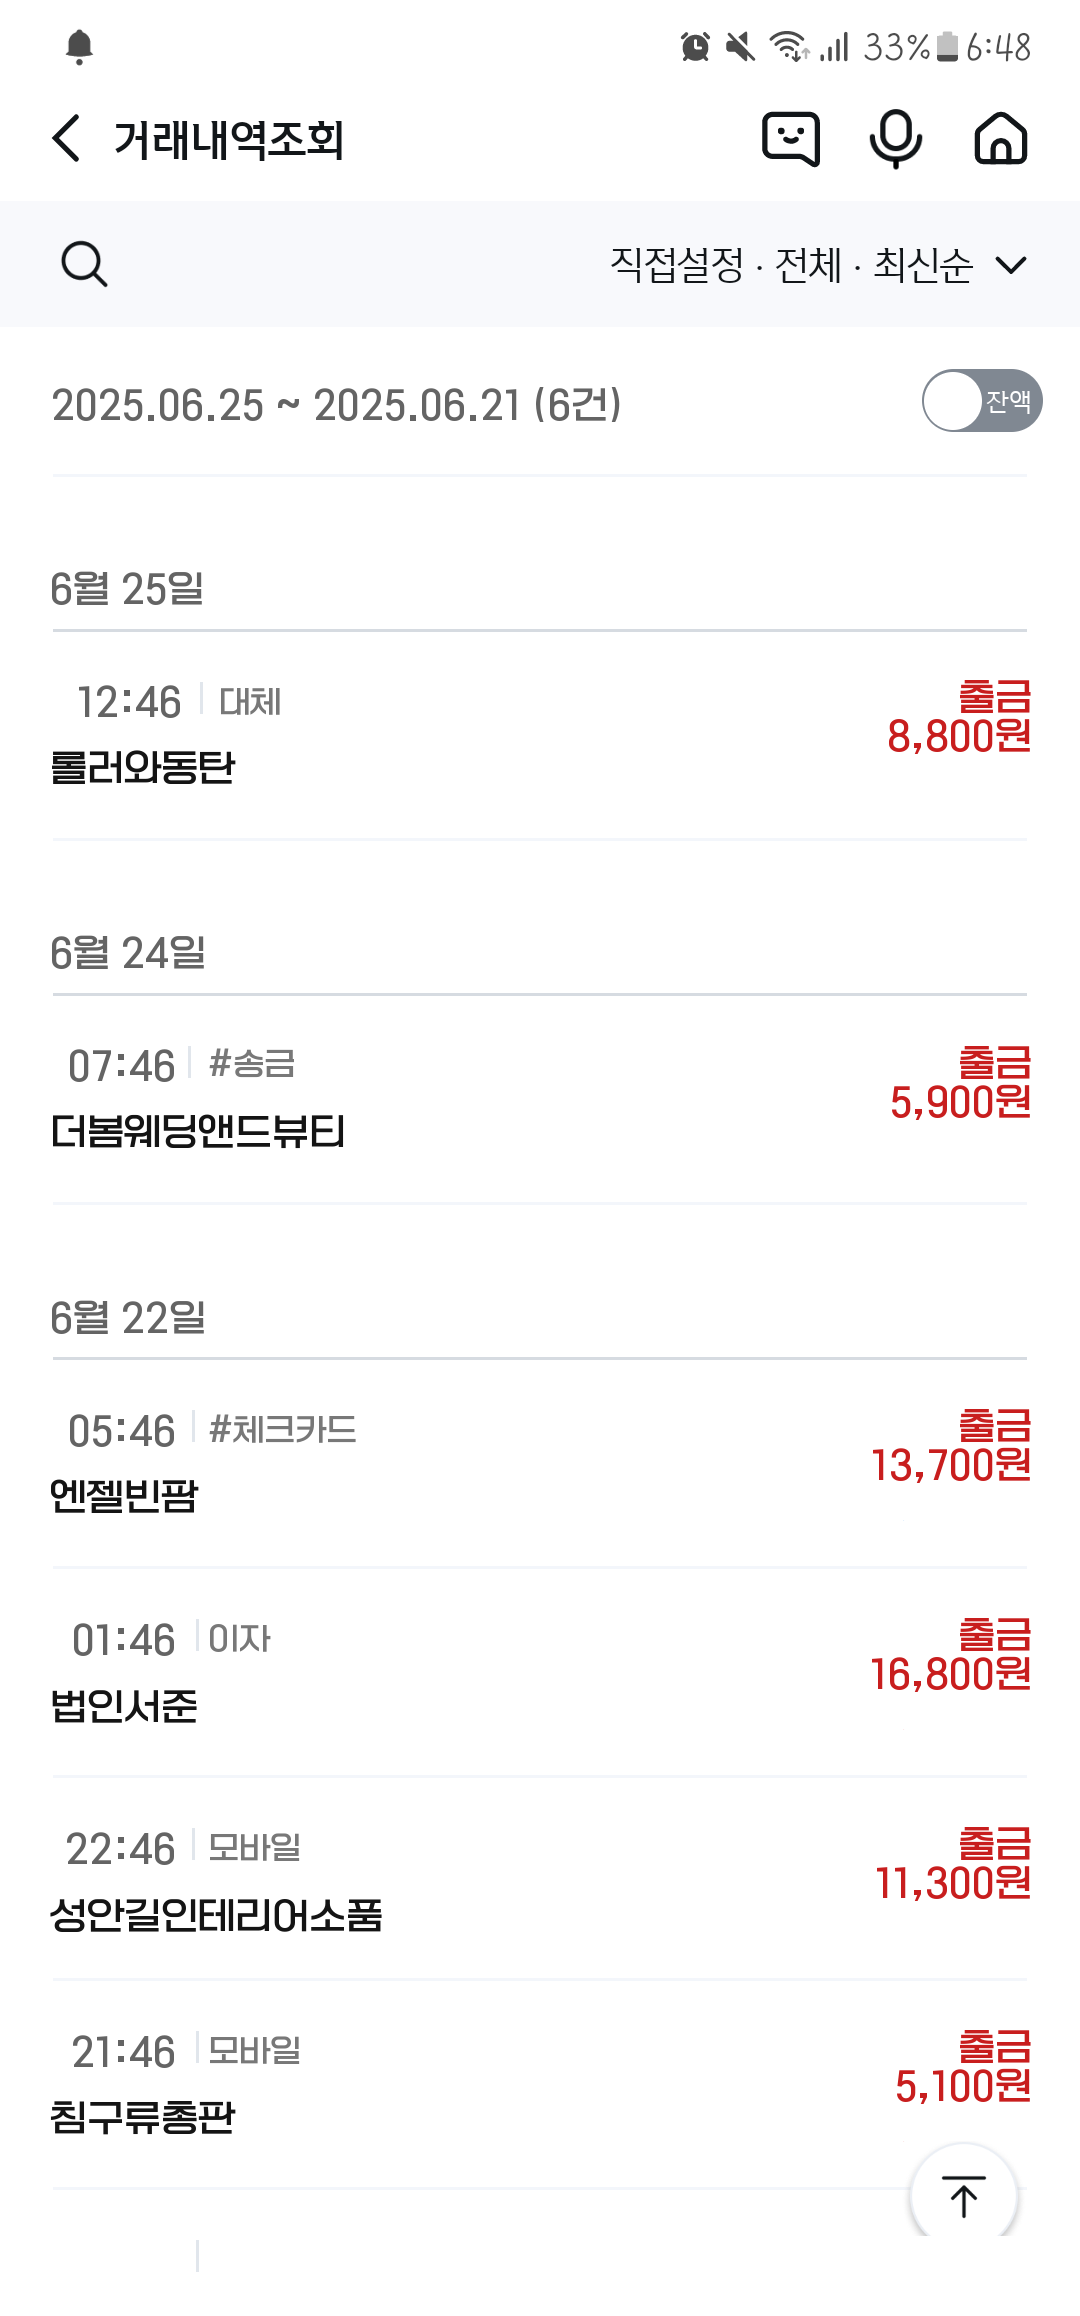 33% 6:48
거래내역조회
직접설정 · 전체 · 최신순
2025.06.25 ~ 2025.06.21 (6건)
잔액
6월 25일
12:46 대체 출금
롤러와동탄 8,800원
6월 24일
07:46 #송금 출금
더봄웨딩앤드뷰티 5,900원
6월 22일
05:46 #체크카드 출금
엔젤빈팜 13,700원
01:46 이자 출금
법인서준 16,800원
22:46 모바일 출금
성안길인테리어소품 11,300원
21:46 모바일 출금
침구류총판 5,100원